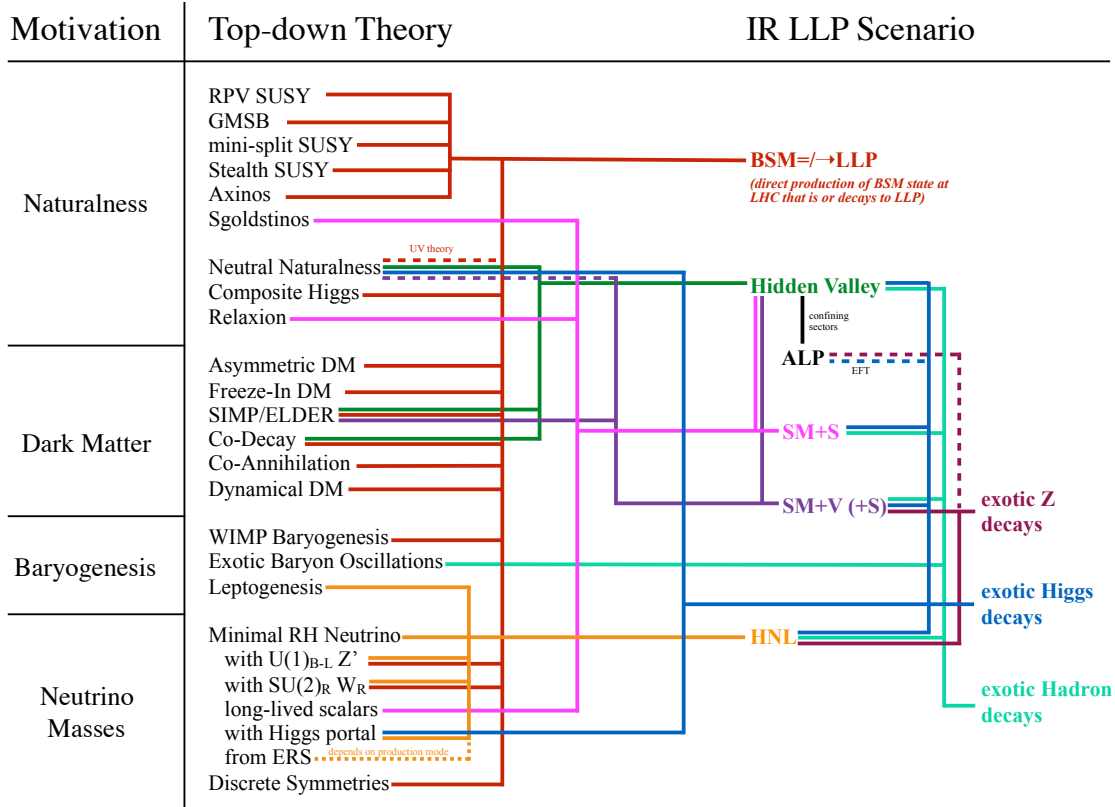 Motivation
Top-down Theory
IR LLP Scenario
Naturalness
RPV SUSY
GMSB
mini-split SUSY
Stealth SUSY
Axinos
Sgoldstinos
UV theory
Neutral Naturalness
Composite Higgs
Relaxion
Dark Matter
Asymmetric DM
Freeze-In DM
SIMP/ELDER
Co-Decay
Co-Annihilation
Dynamical DM
Baryogenesis
WIMP Baryogenesis
Exotic Baryon Oscillations
Leptogenesis
Neutrino
Masses
Minimal RH Neutrino
with U(1)B-L Z’
with SU(2)R WR
long-lived scalars
with Higgs portal
from ERS
depends on production mode
Discrete Symmetries
BSM=/→LLP
(direct production of BSM state at
LHC that is or decays to LLP)
Hidden Valley
confining
sectors
ALP
EFT
SM+S
SM+V (+S)
HNL
exotic Z
decays
exotic Higgs
decays
exotic Hadron
decays